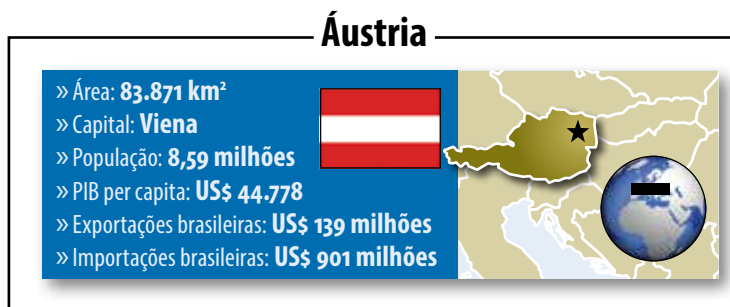 Áustria
» Área: 83.871 km²
» Capital: Viena
» População: 8,59 milhões
» PIB per capita: US$ 44.778
» Exportações brasileiras: US$ 139 milhões
» Importações brasileiras: US$ 901 milhões